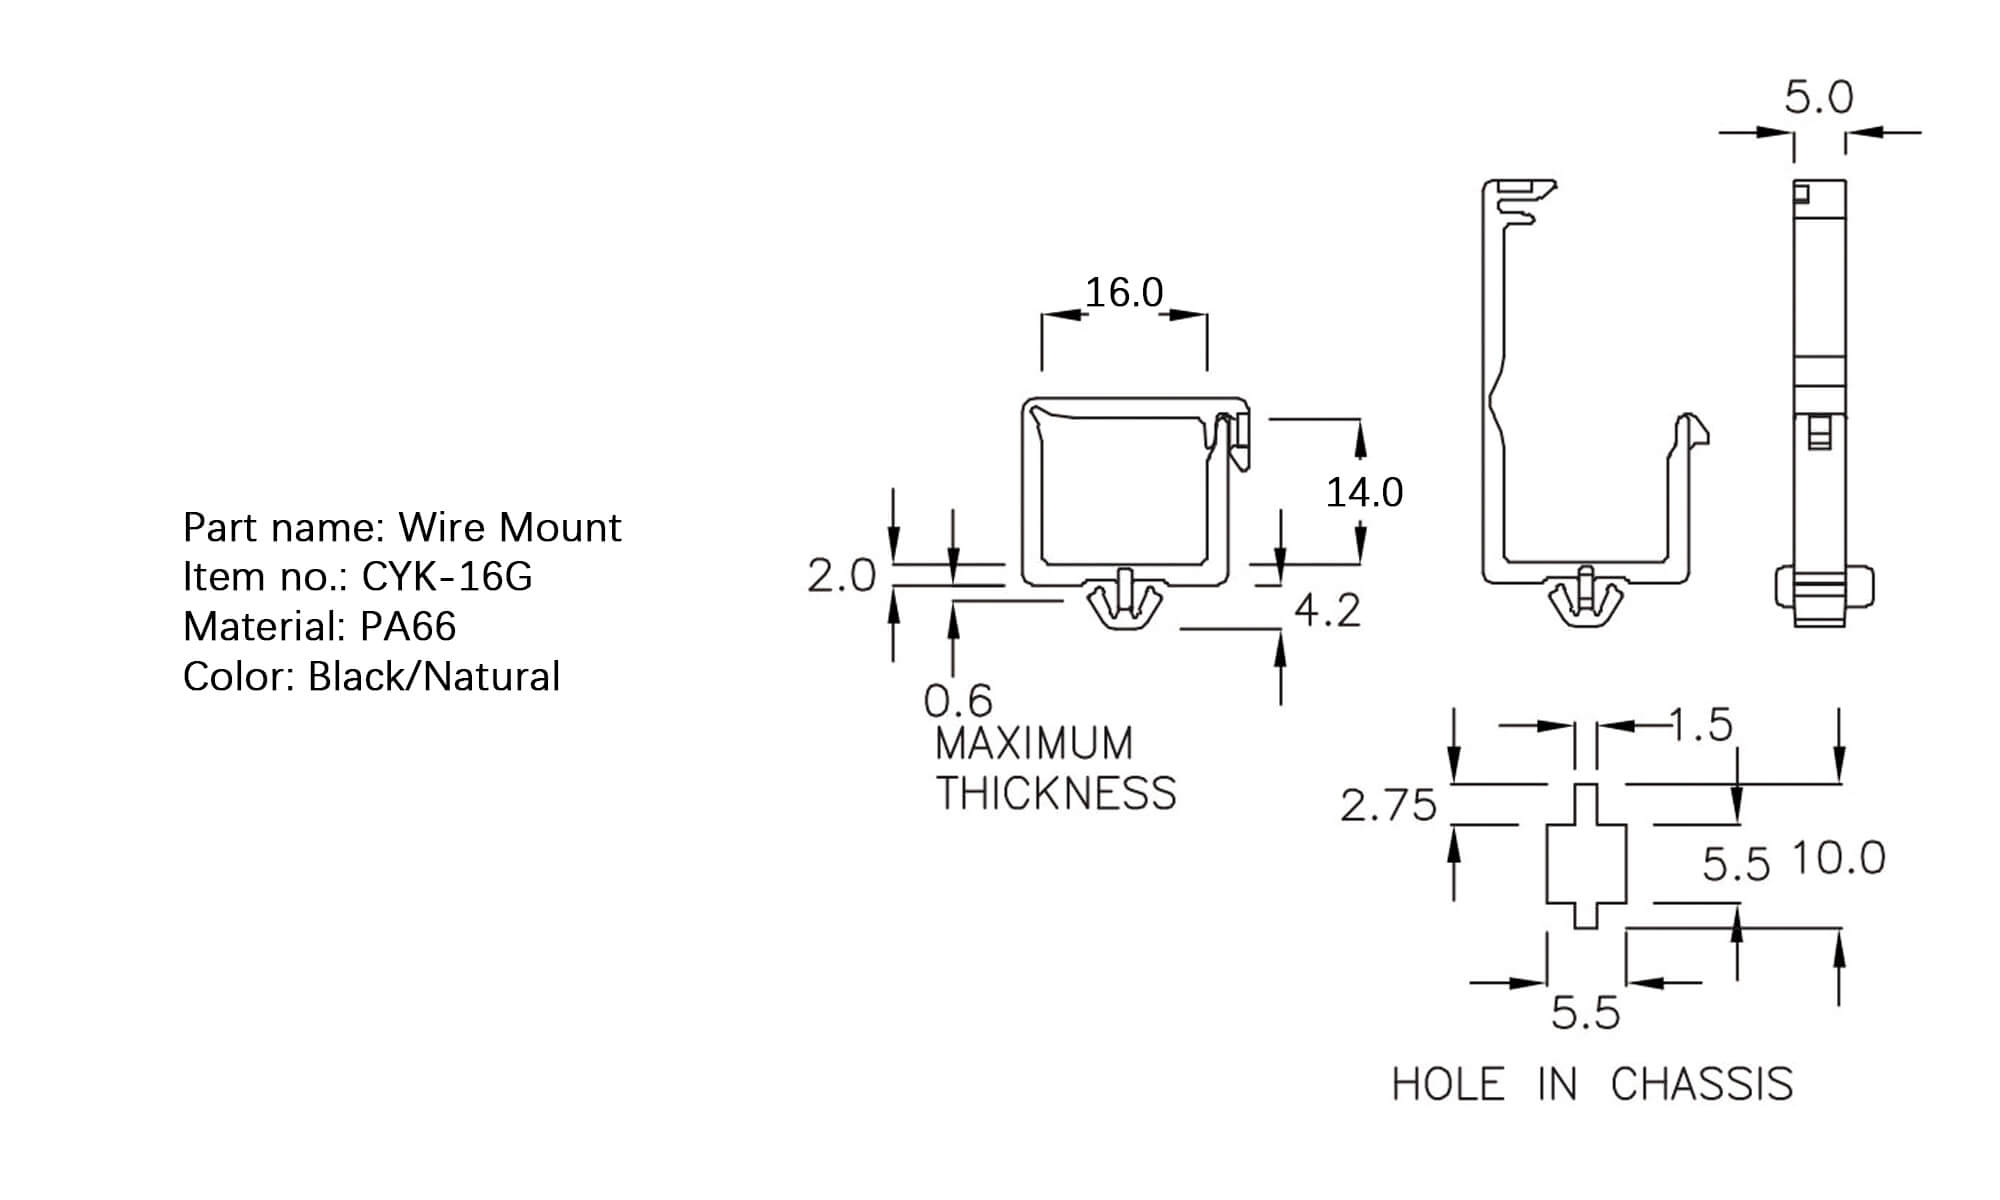 Part name: Wire Mount
Item no.: CYK-16G
Material: PA66
Color: Black/Natural
5.0
16.0
14.0
2.0
4.2
0.6
MAXIMUM
THICKNESS
1.5
2.75
5.5
10.0
5.5
HOLE IN CHASSIS